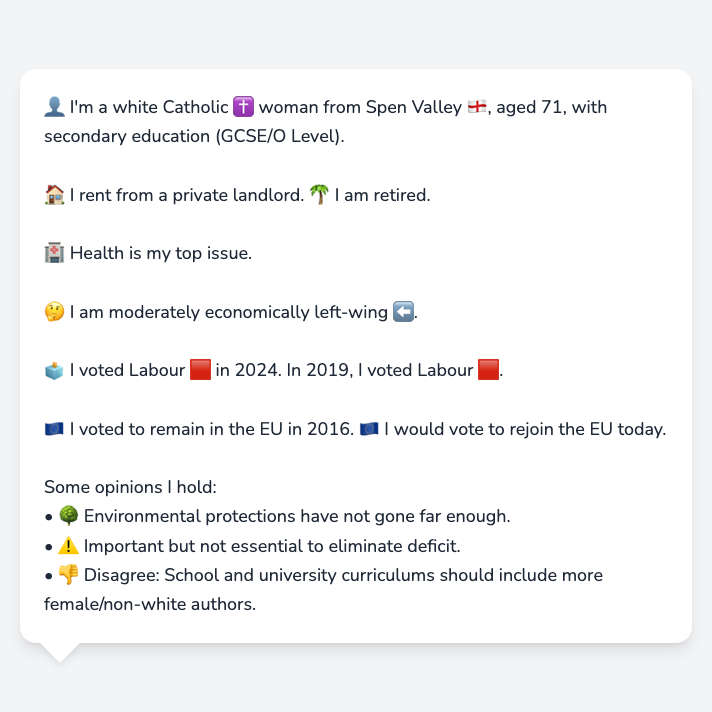 👤 I'm a white Catholic ✝️ woman from Spen Valley 🏴󠁧󠁢󠁥󠁮󠁧󠁿, aged 71, with
secondary education (GCSE/O Level).
🏠 I rent from a private landlord. 🌴 I am retired.
🏥 Health is my top issue.
🤔 I am moderately economically left-wing ⬅️.
🗳️ I voted Labour 🟥 in 2024. In 2019, I voted Labour 🟥.
🇪🇺 I voted to remain in the EU in 2016. 🇪🇺 I would vote to rejoin the EU today.
Some opinions I hold:
• 🌳 Environmental protections have not gone far enough.
• ⚠️ Important but not essential to eliminate deficit.
• 👎 Disagree: School and university curriculums should include more
female/non-white authors.